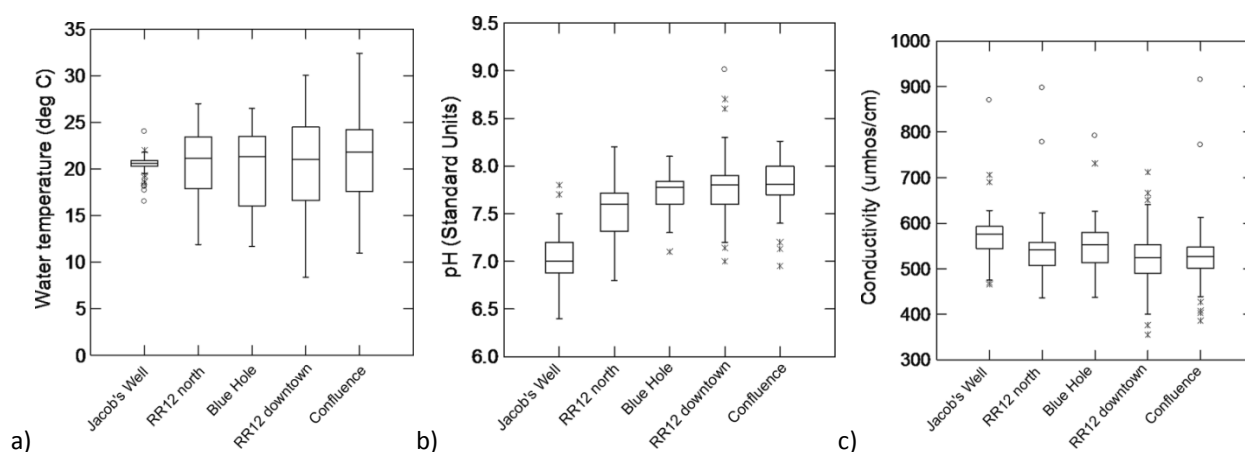 35
30
25
20
15
10
5
0
Water temperature (deg C)
Jacob's Well
RR12 north
Blue Hole
RR12 downtown
Confluence
a)
9.5
9.0
8.5
8.0
7.5
7.0
6.5
6.0
pH (Standard Units)
Jacob's Well
RR12 north
Blue Hole
RR12 downtown
Confluence
b)
1000
900
800
700
600
500
400
300
Conductivity (umhos/cm)
Jacob's Well
RR12 north
Blue Hole
RR12 downtown
Confluence
c)